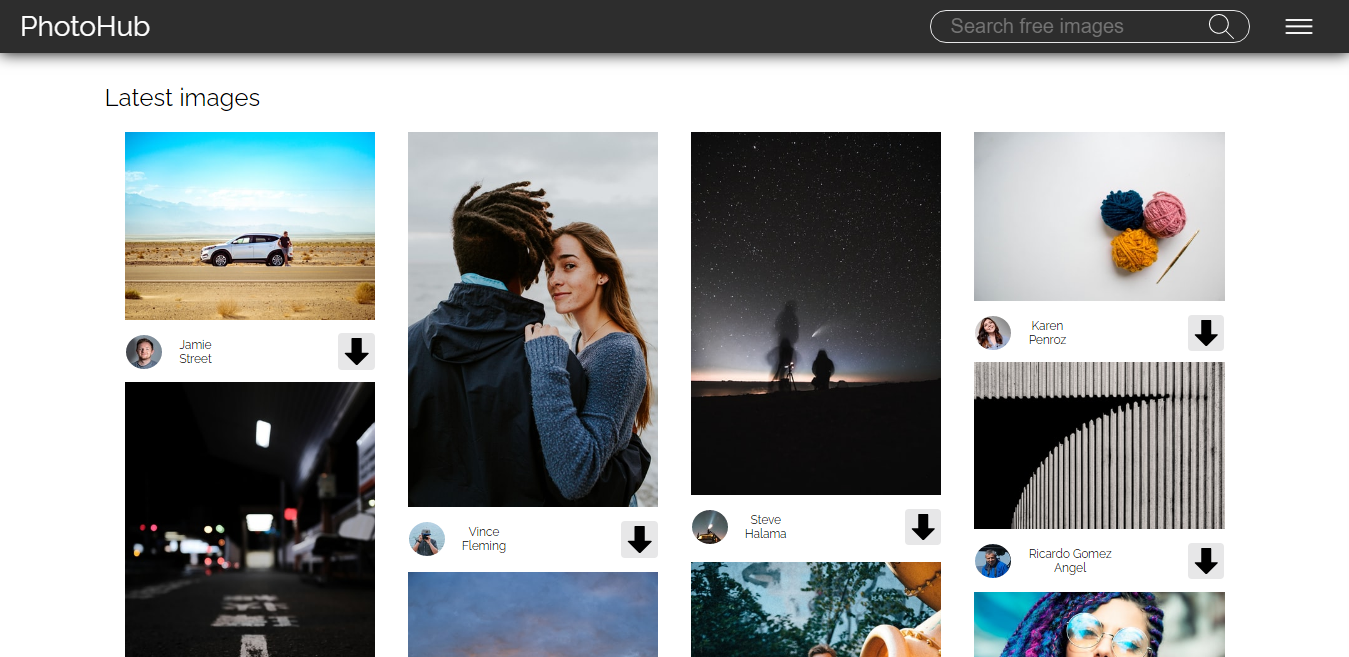 PhotoHub
Search free images
Latest images
Jamie
Street
Vince
Fleming
Steve
Halama
Karen
Penroz
Ricardo Gomez
Angel